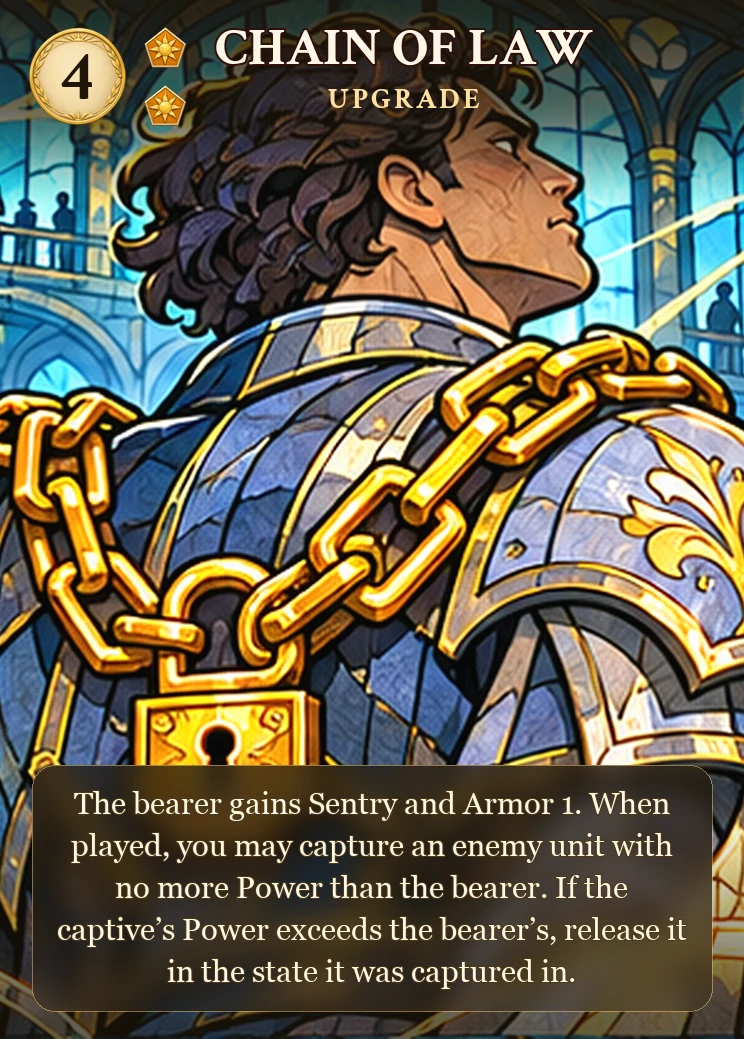 4
CHAIN OF LAW
UPGRADE
The bearer gains Sentry and Armor 1. When
played, you may capture an enemy unit with
no more Power than the bearer. If the
captive’s Power exceeds the bearer’s, release it
in the state it was captured in.